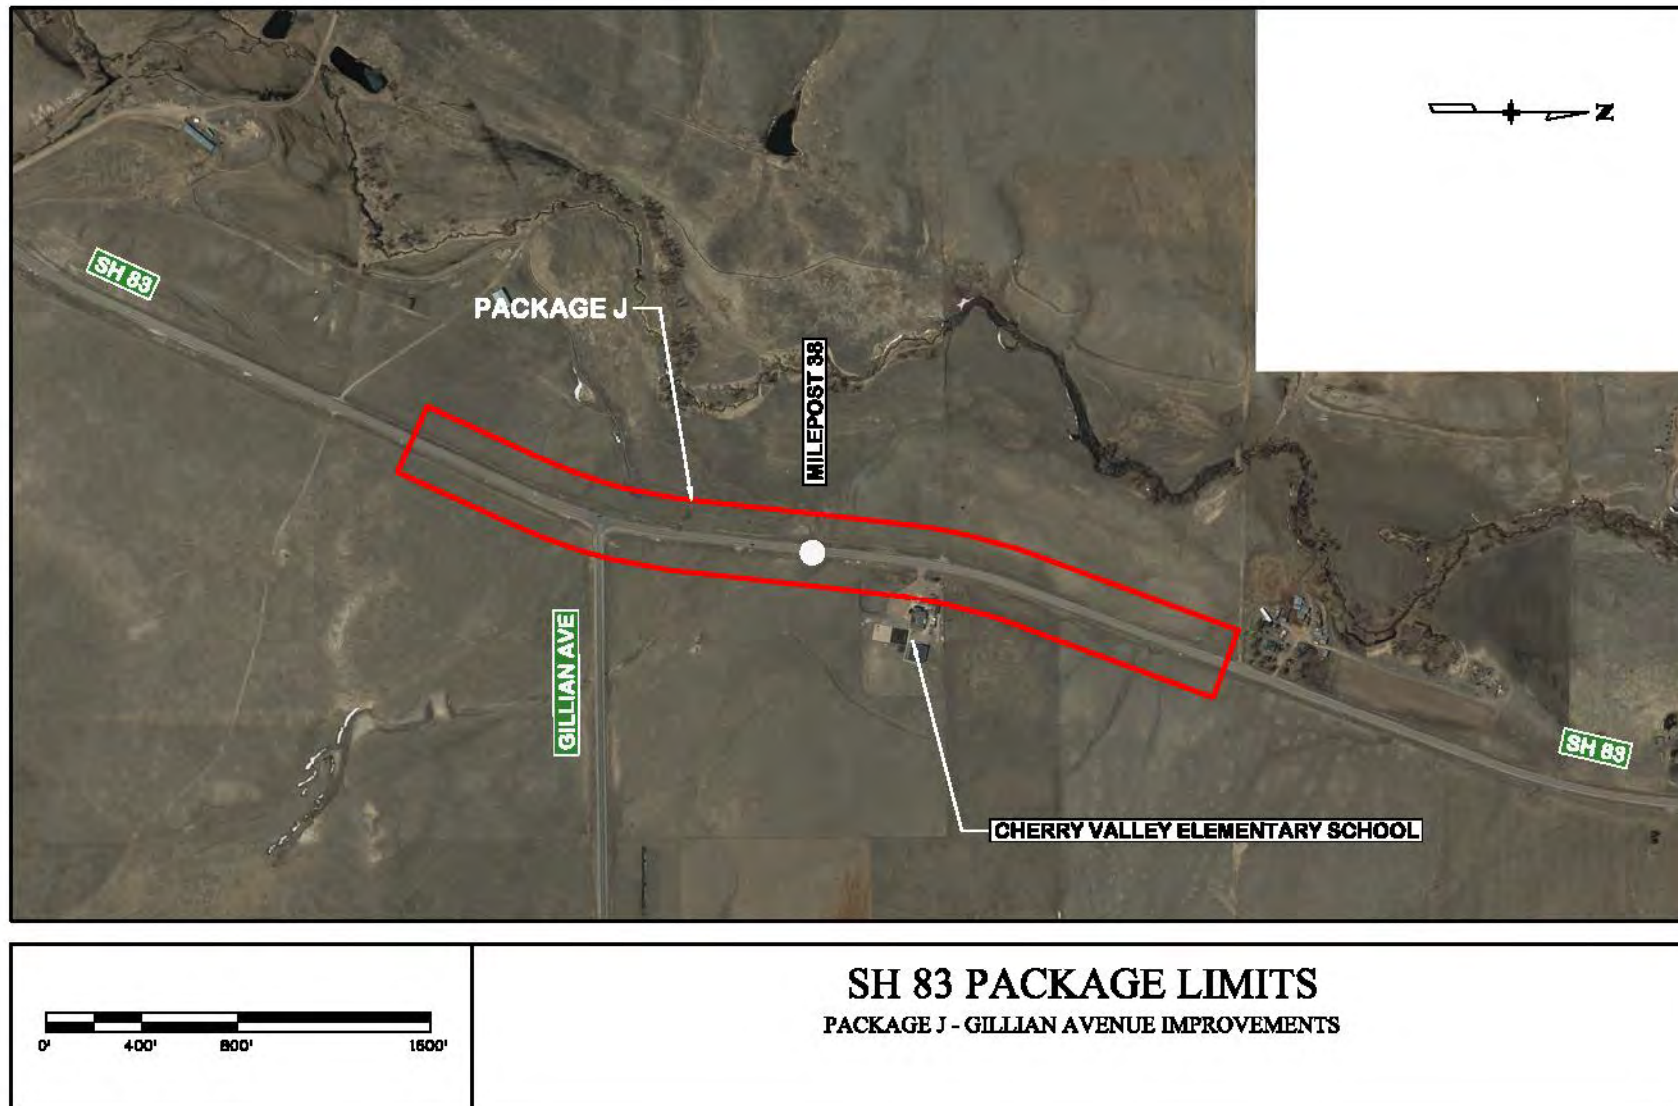 N
SH 83
PACKAGE J
MILEPOST 38
GILLIAN AVE
SH 83
CHERRY VALLEY ELEMENTARY SCHOOL
SH 83 PACKAGE LIMITS
PACKAGE J - GILLIAN AVENUE IMPROVEMENTS
0' 400' 800' 1600'